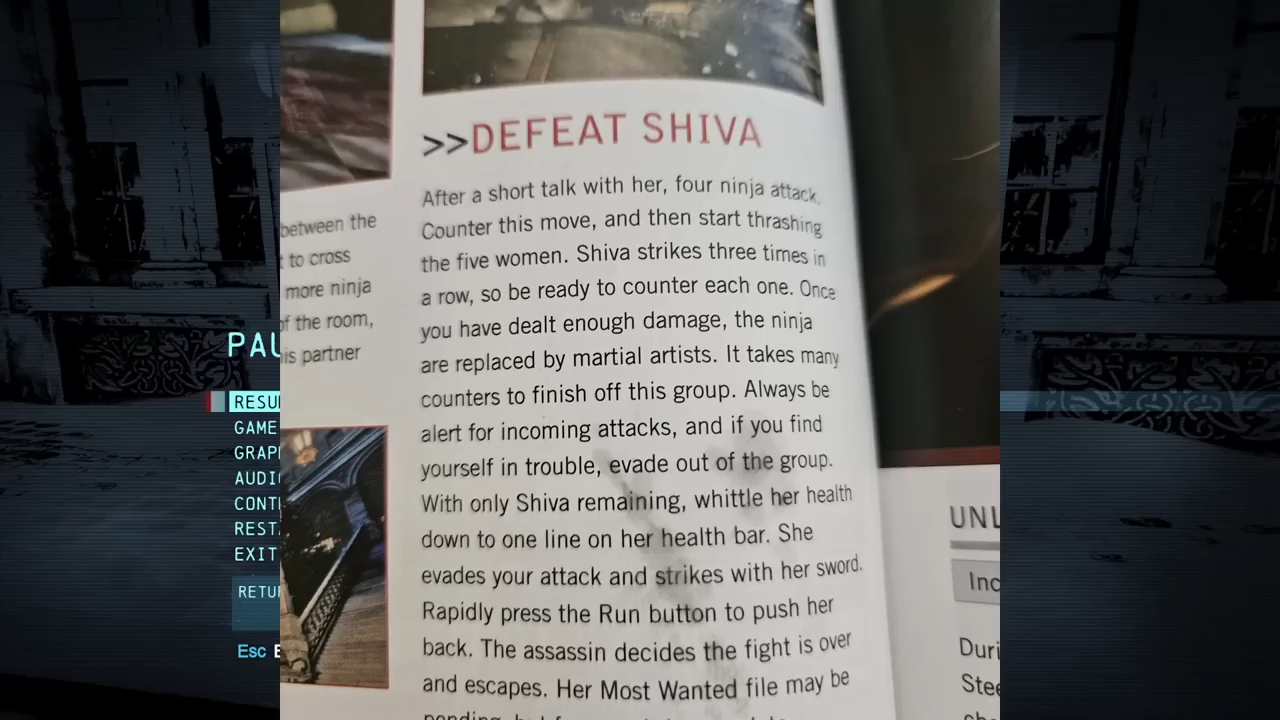 >>DEFEAT SHIVA
After a short talk with her, four ninja attack.
Counter this move, and then start thrashing
the five women. Shiva strikes three times in
a row, so be ready to counter each one. Once
you have dealt enough damage, the ninja
are replaced by martial artists. It takes many
counters to finish off this group. Always be
alert for incoming attacks, and if you find
yourself in trouble, evade out of the group.
With only Shiva remaining, whittle her health
down to one line on her health bar. She
evades your attack and strikes with her sword.
Rapidly press the Run button to push her
back. The assassin decides the fight is over
and escapes. Her Most Wanted file may be
between the
to cross
more ninja
of the room,
his partner
PAU
RESU
GAME
GRAP
AUDI
CONT
REST
EXIT
RETU
Esc
UNL
Inc
Duri
Stee